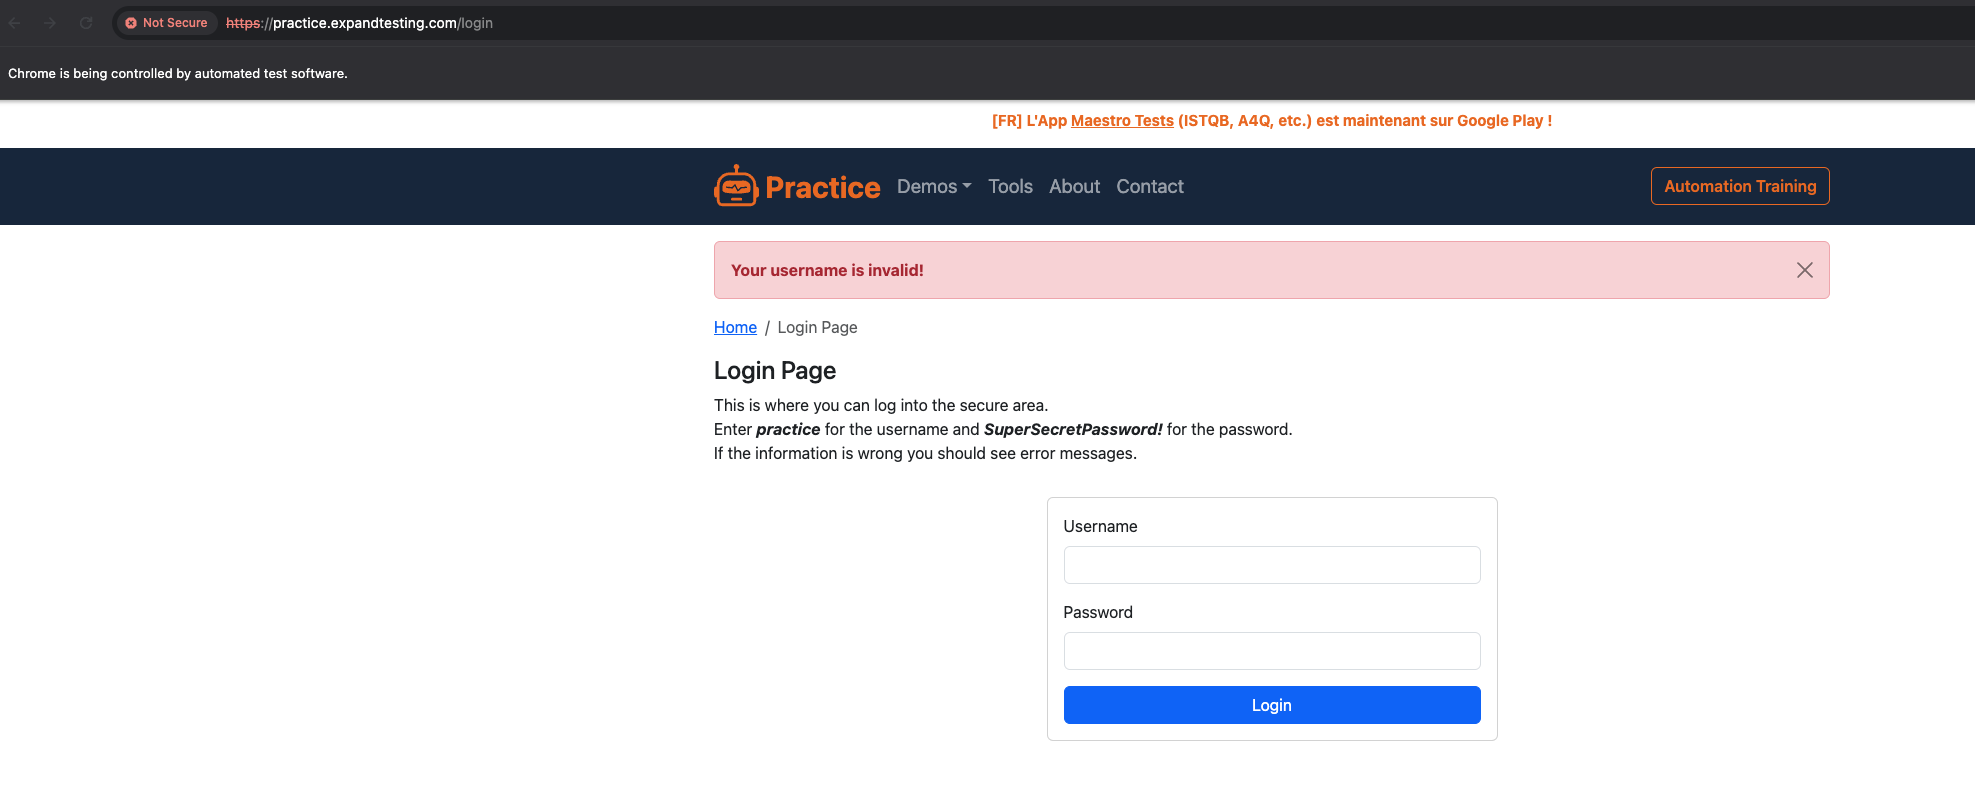 Not Secure https://practice.expandtesting.com/login
Chrome is being controlled by automated test software.
[FR] L'App Maestro Tests (ISTQB, A4Q, etc.) est maintenant sur Google Play !
Practice Demos Tools About Contact Automation Training
Your username is invalid!
Home / Login Page
Login Page
This is where you can log into the secure area.
Enter practice for the username and SuperSecretPassword! for the password.
If the information is wrong you should see error messages.
Username
Password
Login